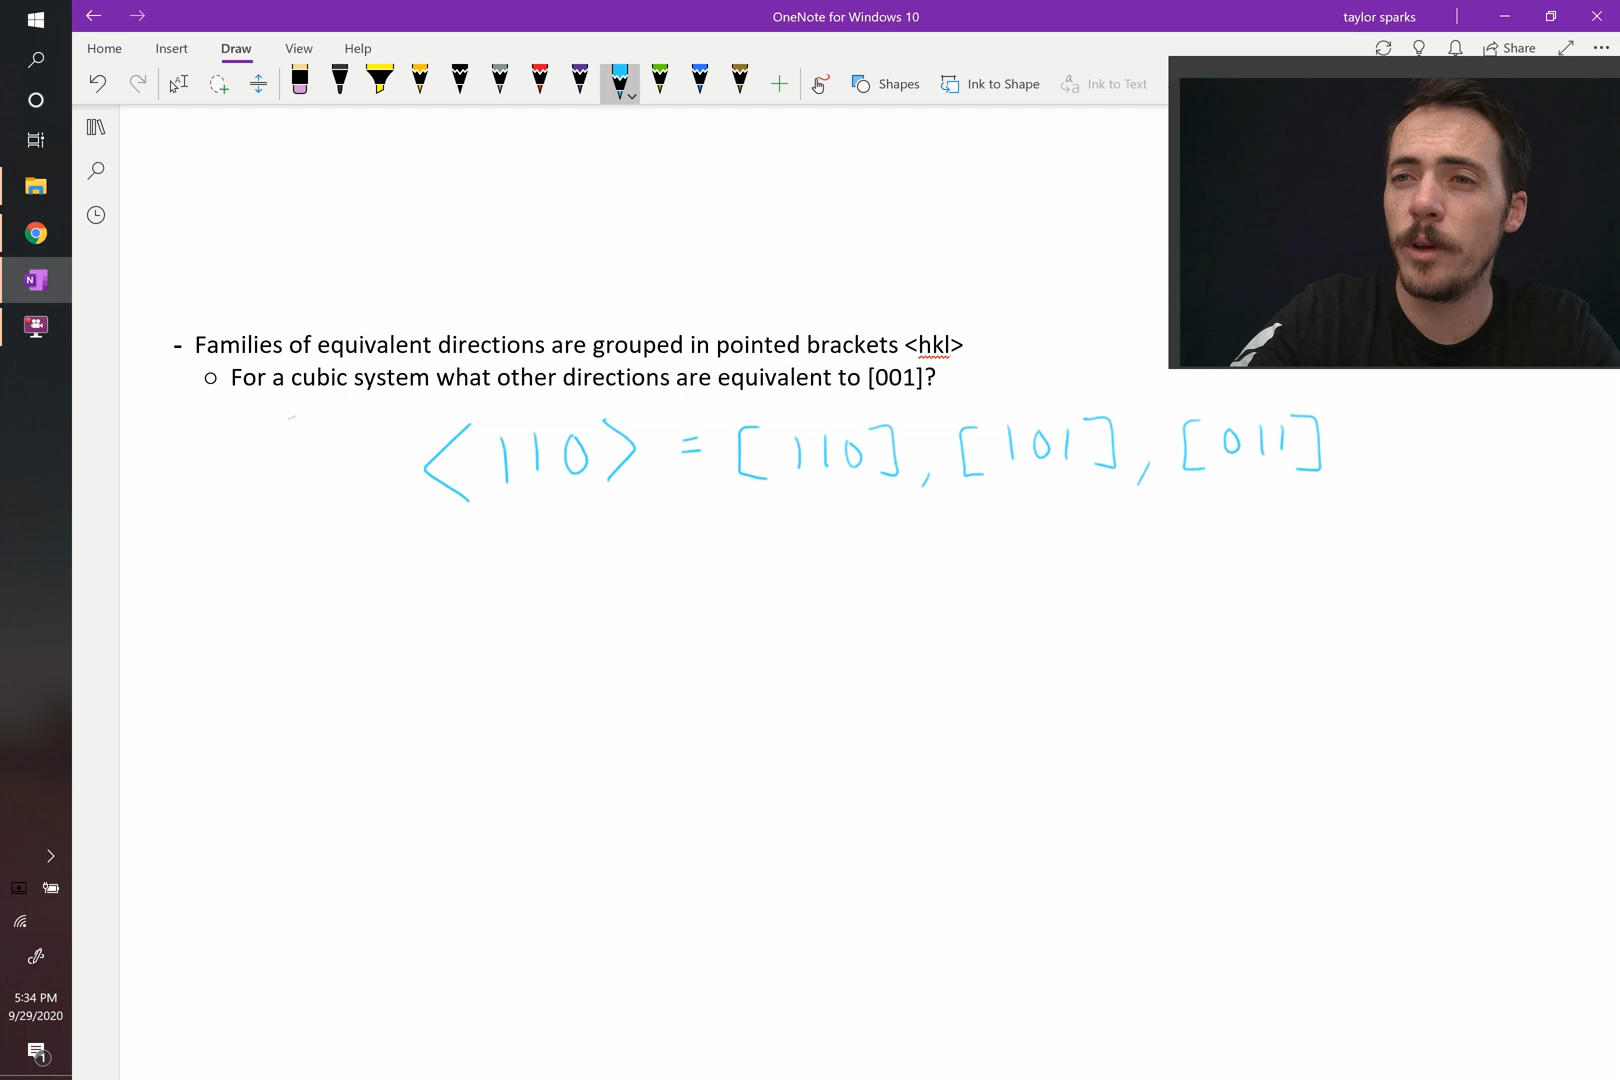 OneNote for Windows 10
taylor sparks
Home Insert Draw View Help
Share
Shapes Ink to Shape Ink to Text
- Families of equivalent directions are grouped in pointed brackets <hkl>
○ For a cubic system what other directions are equivalent to [001]?
<110> = [110], [101], [011]
5:34 PM
9/29/2020
1